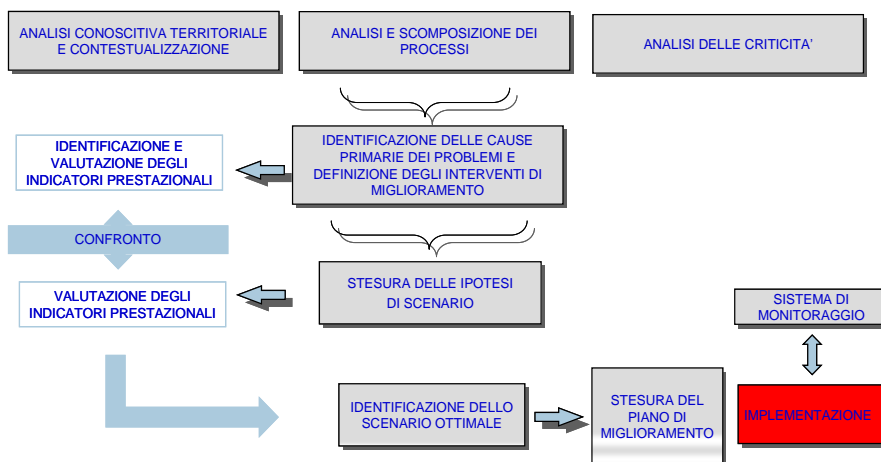 ANALISI CONOSCITIVA TERRITORIALE
E CONTESTUALIZZAZIONE
ANALISI E SCOMPOSIZIONE DEI
PROCESSI
ANALISI DELLE CRITICITA'
IDENTIFICAZIONE E
VALUTAZIONE DEGLI
INDICATORI PRESTAZIONALI
IDENTIFICAZIONE DELLE CAUSE
PRIMARIE DEI PROBLEMI E
DEFINIZIONE DEGLI INTERVENTI DI
MIGLIORAMENTO
CONFRONTO
VALUTAZIONE DEGLI
INDICATORI PRESTAZIONALI
STESURA DELLE IPOTESI
DI SCENARIO
SISTEMA DI
MONITORAGGIO
IDENTIFICAZIONE DELLO
SCENARIO OTTIMALE
STESURA DEL
PIANO DI
MIGLIORAMENTO
IMPLEMENTAZIONE